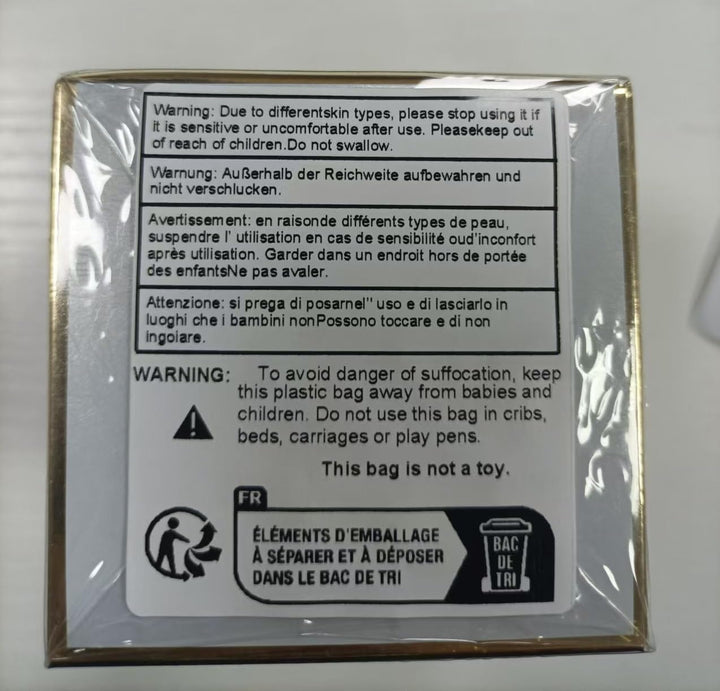 Warning: Due to differentskin types, please stop using it if
it is sensitive or uncomfortable after use. Pleasekeep out
of reach of children.Do not swallow.
Warnung: Außerhalb der Reichweite aufbewahren und
nicht verschlucken.
Avertissement: en raisonde différents types de peau,
suspendre l' utilisation en cas de sensibilité oud'inconfort
après utilisation. Garder dans un endroit hors de portée
des enfantsNe pas avaler.
Attenzione: si prega di posarnel'' uso e di lasciarlo in
luoghi che i bambini nonPossono toccare e di non
ingoiare.
WARNING: To avoid danger of suffocation, keep
this plastic bag away from babies and
children. Do not use this bag in cribs,
beds, carriages or play pens.
This bag is not a toy.
FR
ÉLÉMENTS D'EMBALLAGE
À SÉPARER ET À DÉPOSER
DANS LE BAC DE TRI
BAC
DE
TRI